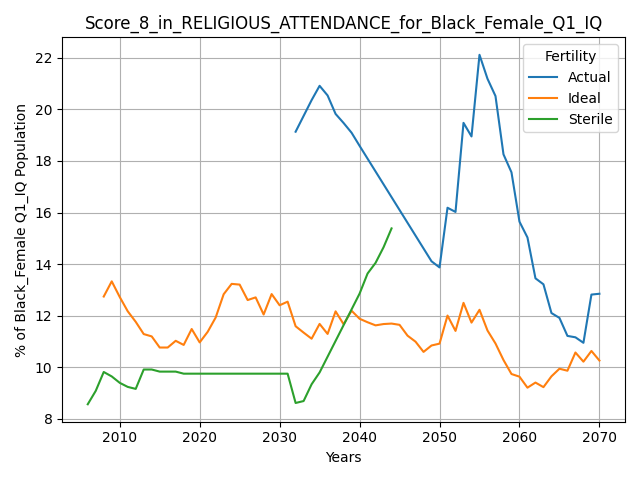 Score_8_in_RELIGIOUS_ATTENDANCE_for_Black_Female_Q1_IQ
% of Black_Female Q1_IQ Population
22
20
18
16
14
12
10
8
Fertility
Actual
Ideal
Sterile
2010 2020 2030 2040 2050 2060 2070
Years